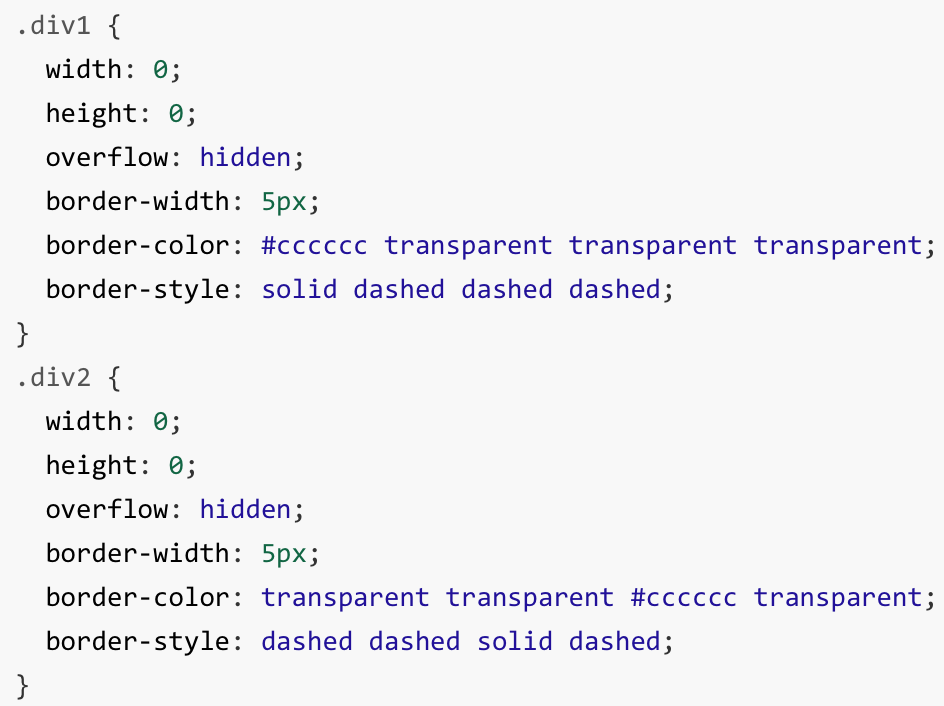 .div1 {
  width: 0;
  height: 0;
  overflow: hidden;
  border-width: 5px;
  border-color: #cccccc transparent transparent transparent;
  border-style: solid dashed dashed dashed;
}
.div2 {
  width: 0;
  height: 0;
  overflow: hidden;
  border-width: 5px;
  border-color: transparent transparent #cccccc transparent;
  border-style: dashed dashed solid dashed;
}